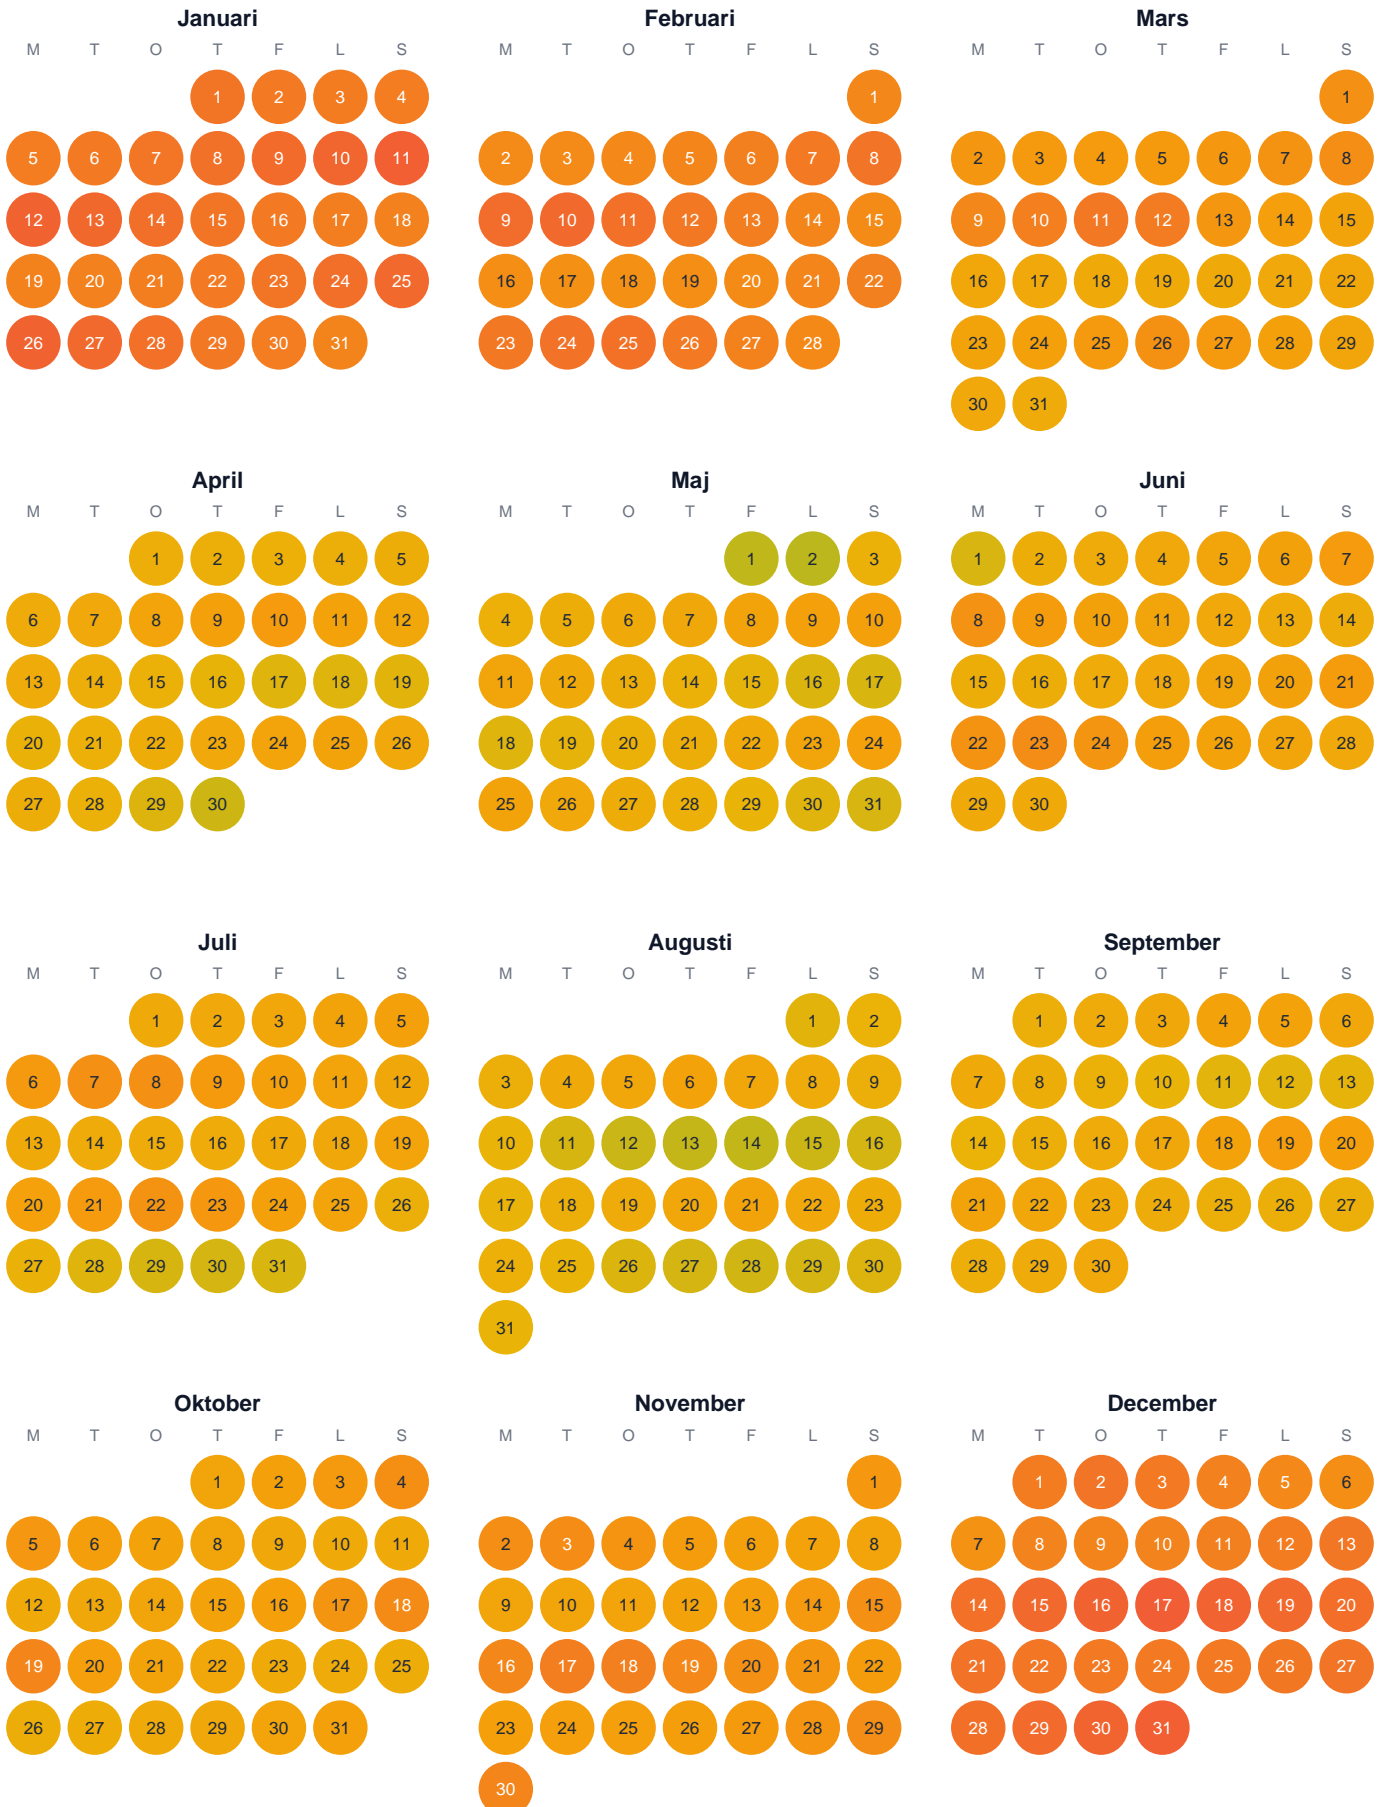 Januari Februari Mars
M T O T F L S M T O T F L S M T O T F L S
1 2 3 4 1 1
5 6 7 8 9 10 11 2 3 4 5 6 7 8 2 3 4 5 6 7 8
12 13 14 15 16 17 18 9 10 11 12 13 14 15 9 10 11 12 13 14 15
19 20 21 22 23 24 25 16 17 18 19 20 21 22 16 17 18 19 20 21 22
26 27 28 29 30 31 23 24 25 26 27 28 23 24 25 26 27 28 29
30 31
April Maj Juni
M T O T F L S M T O T F L S M T O T F L S
1 2 3 4 5 1 2 3 1 2 3 4 5 6 7
6 7 8 9 10 11 12 4 5 6 7 8 9 10 8 9 10 11 12 13 14
13 14 15 16 17 18 19 11 12 13 14 15 16 17 15 16 17 18 19 20 21
20 21 22 23 24 25 26 18 19 20 21 22 23 24 22 23 24 25 26 27 28
27 28 29 30 25 26 27 28 29 30 31 29 30
Juli Augusti September
M T O T F L S M T O T F L S M T O T F L S
1 2 3 4 5 1 2 1 2 3 4 5 6
6 7 8 9 10 11 12 3 4 5 6 7 8 9 7 8 9 10 11 12 13
13 14 15 16 17 18 19 10 11 12 13 14 15 16 14 15 16 17 18 19 20
20 21 22 23 24 25 26 17 18 19 20 21 22 23 21 22 23 24 25 26 27
27 28 29 30 31 24 25 26 27 28 29 30 28 29 30
31
Oktober November December
M T O T F L S M T O T F L S M T O T F L S
1 2 3 4 1 1 2 3 4 5 6
5 6 7 8 9 10 11 2 3 4 5 6 7 8 7 8 9 10 11 12 13
12 13 14 15 16 17 18 9 10 11 12 13 14 15 14 15 16 17 18 19 20
19 20 21 22 23 24 25 16 17 18 19 20 21 22 21 22 23 24 25 26 27
26 27 28 29 30 31 23 24 25 26 27 28 29 28 29 30 31
30